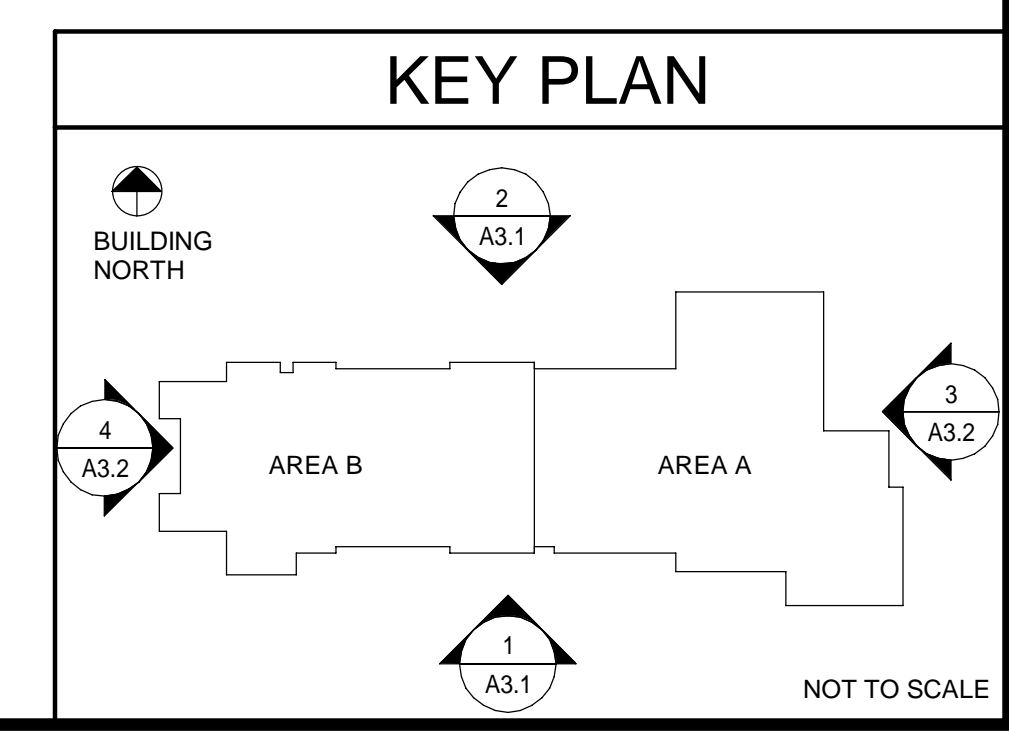 KEY PLAN
BUILDING
NORTH
2
A3.1
3
A3.2
4
A3.2
AREA B
AREA A
1
A3.1
NOT TO SCALE